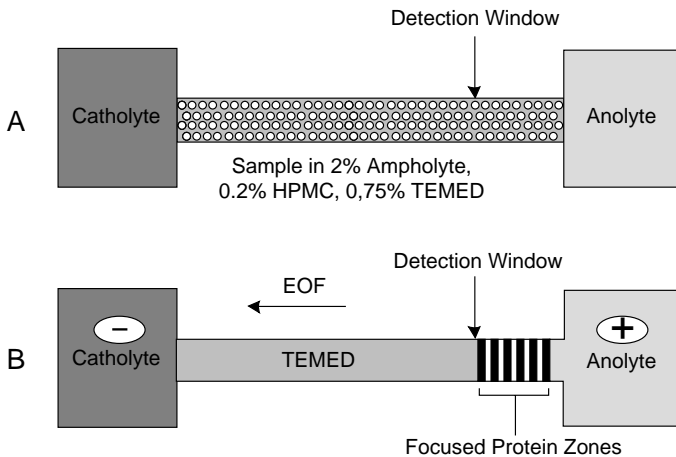 Detection Window
A
Catholyte
Anolyte
Sample in 2% Ampholyte,
0.2% HPMC, 0,75% TEMED
Detection Window
EOF
−
+
B
Catholyte
TEMED
Anolyte
Focused Protein Zones